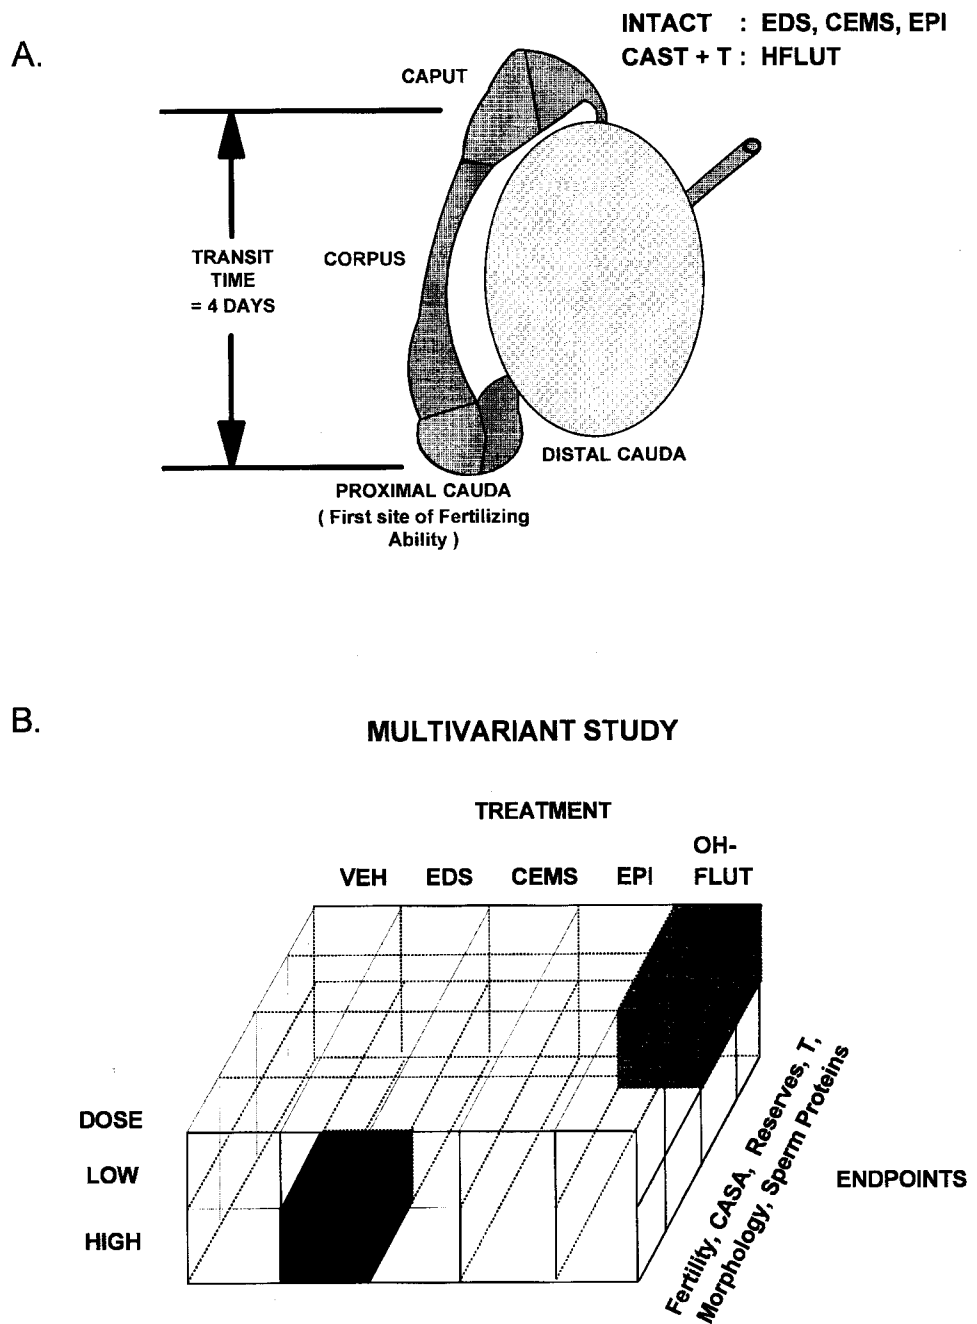 A.
INTACT : EDS, CEMS, EPI
CAST + T : HFLUT
CAPUT
TRANSIT
TIME
= 4 DAYS
CORPUS
DISTAL CAUDA
PROXIMAL CAUDA
( First site of Fertilizing
Ability )
B.
MULTIVARIANT STUDY
TREATMENT
VEH EDS CEMS EPI OH-
FLUT
DOSE
LOW
HIGH
Fertility, CASA, Reserves, T,
Morphology, Sperm Proteins
ENDPOINTS